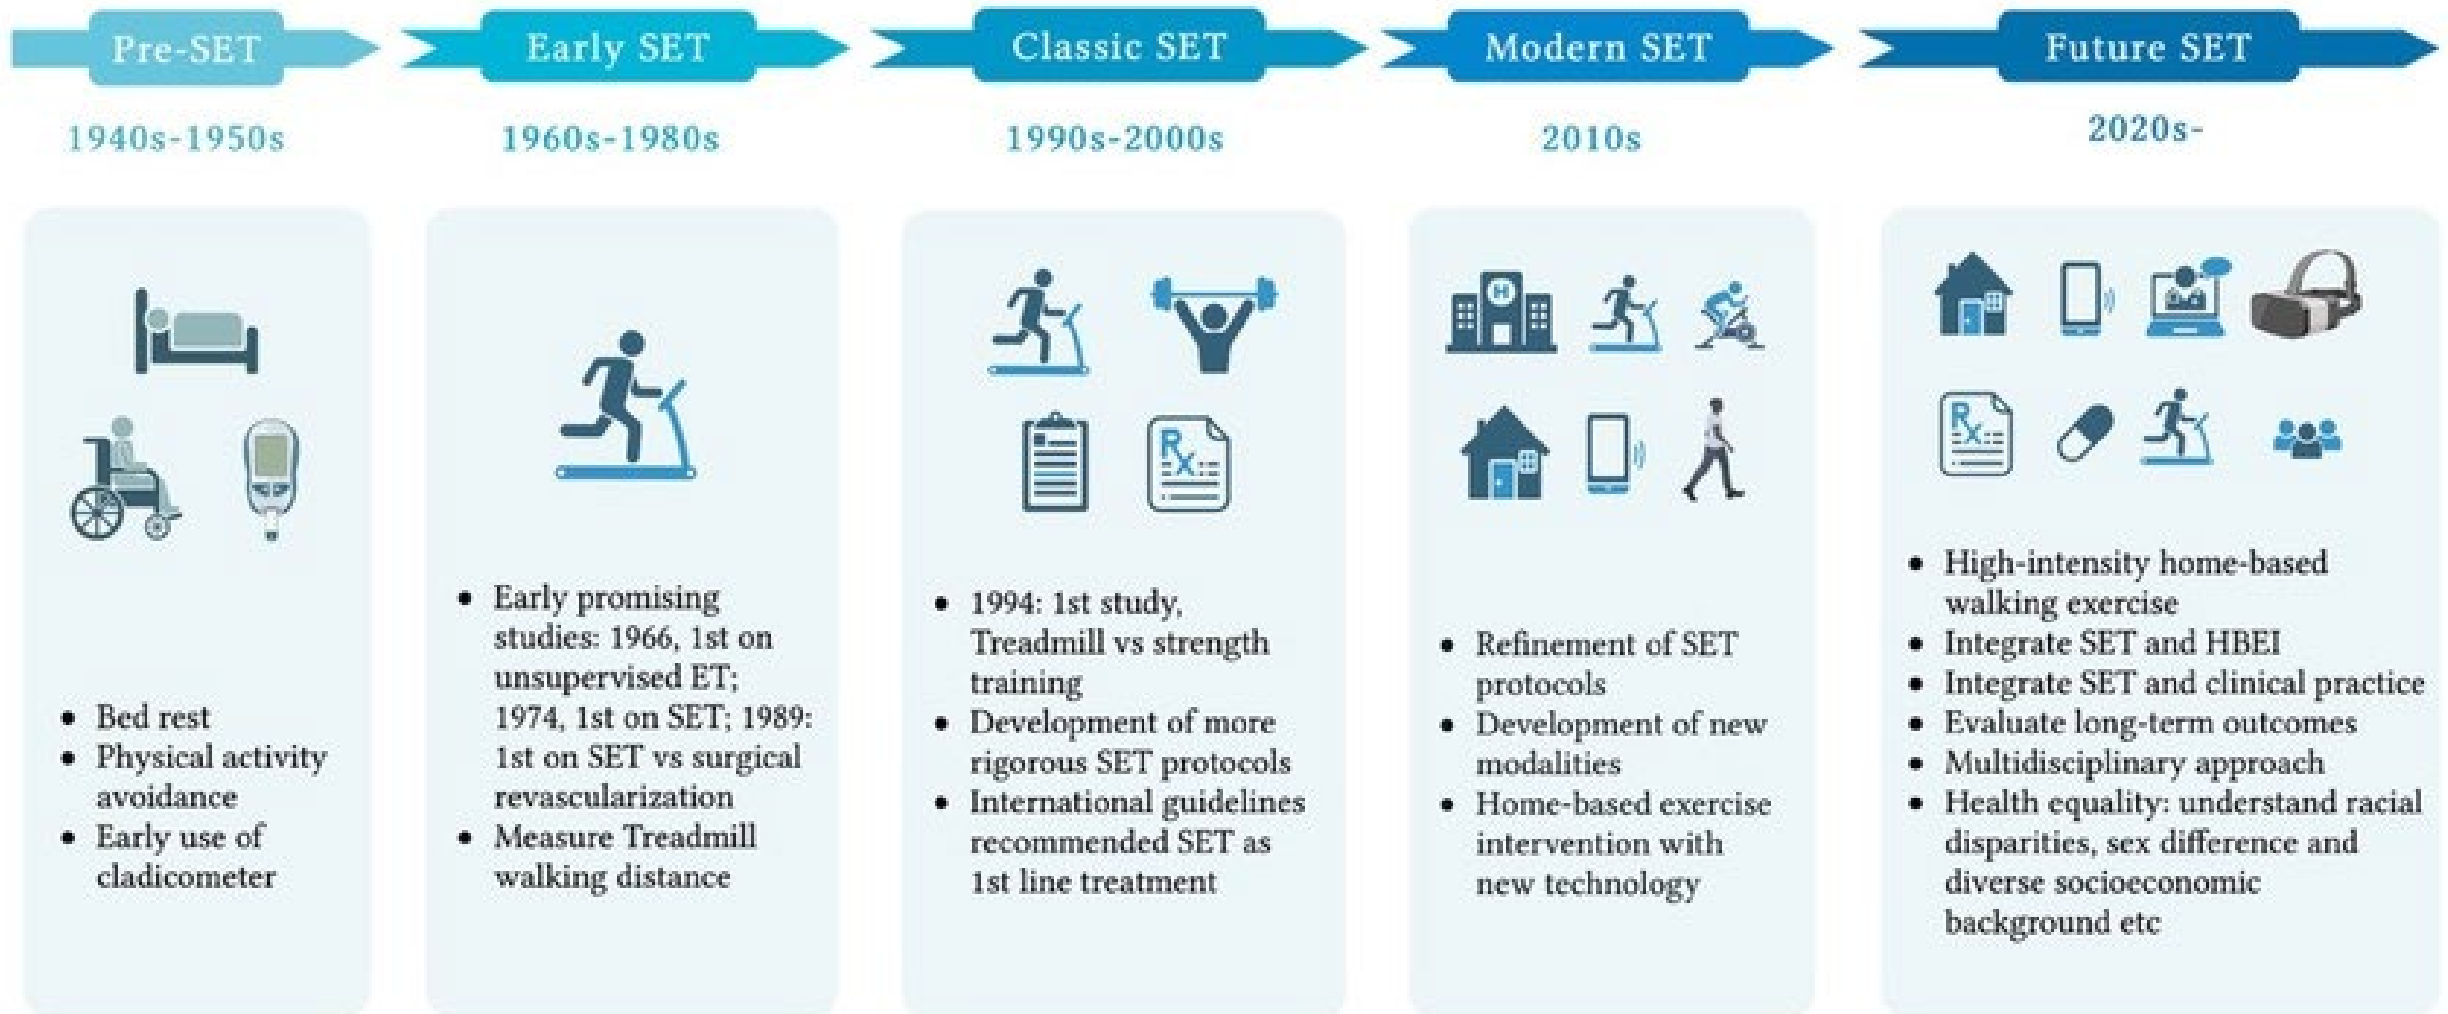 Pre-SET
Early SET
Classic SET
Modern SET
Future SET
1940s-1950s
1960s-1980s
1990s-2000s
2010s
2020s-
• Bed rest
• Physical activity
avoidance
• Early use of
cladicometer
• Early promising
studies: 1966, 1st on
unsupervised ET;
1974, 1st on SET; 1989:
1st on SET vs surgical
revascularization
• Measure Treadmill
walking distance
Rx
• 1994: 1st study,
Treadmill vs strength
training
• Development of more
rigorous SET protocols
• International guidelines
recommended SET as
1st line treatment
H
• Refinement of SET
protocols
• Development of new
modalities
• Home-based exercise
intervention with
new technology
Rx
• High-intensity home-based
walking exercise
• Integrate SET and HBEI
• Integrate SET and clinical practice
• Evaluate long-term outcomes
• Multidisciplinary approach
• Health equality: understand racial
disparities, sex difference and
diverse socioeconomic
background etc